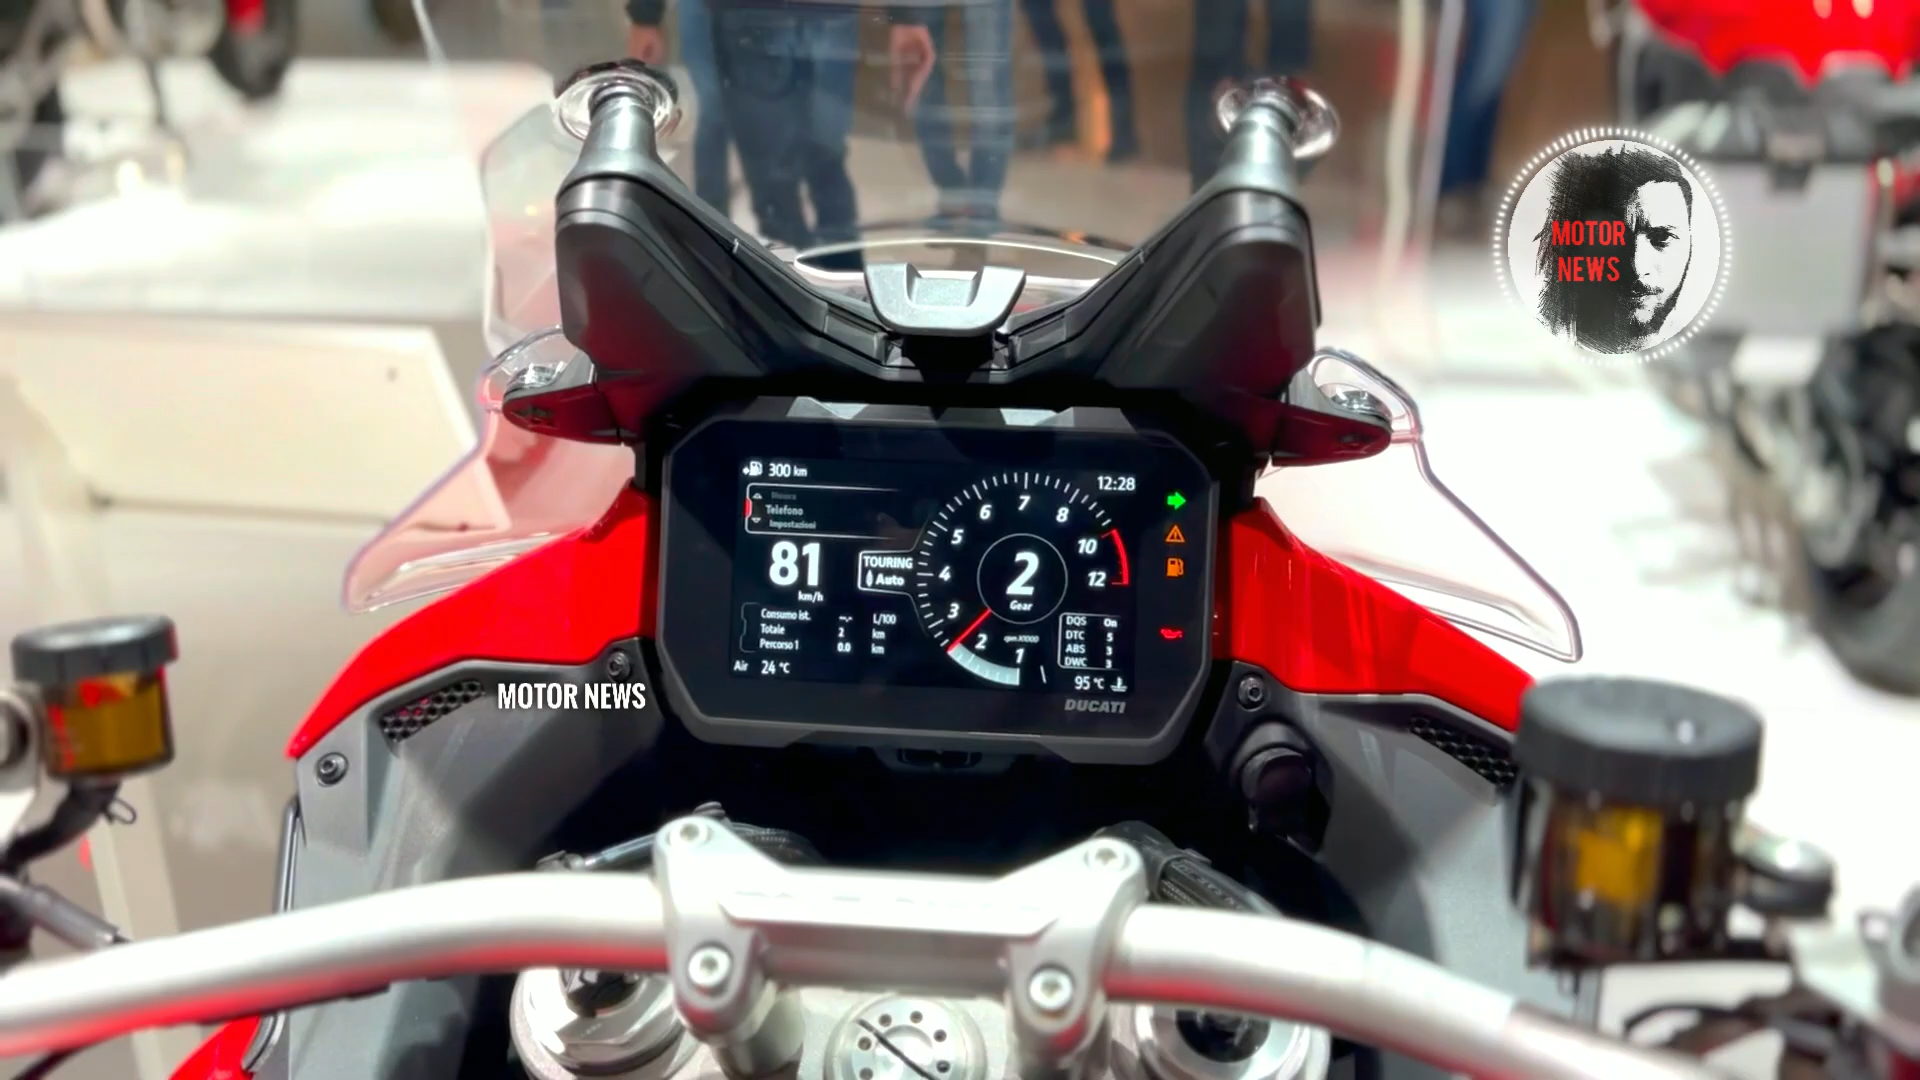 MOTOR
NEWS
300 km
12:28
Risora
Telefono
Impostazioni
81
km/h
TOURING
Auto
1
2
3
4
5
6
7
8
10
12
2
Gear
rpm X1000
Consumo ist. --.- L/100
Totale 2 km
Percorso 1 0.0 km
DQS On
DTC 5
ABS 3
DWC 3
Air 24 °C
95 °C
DUCATI
MOTOR NEWS